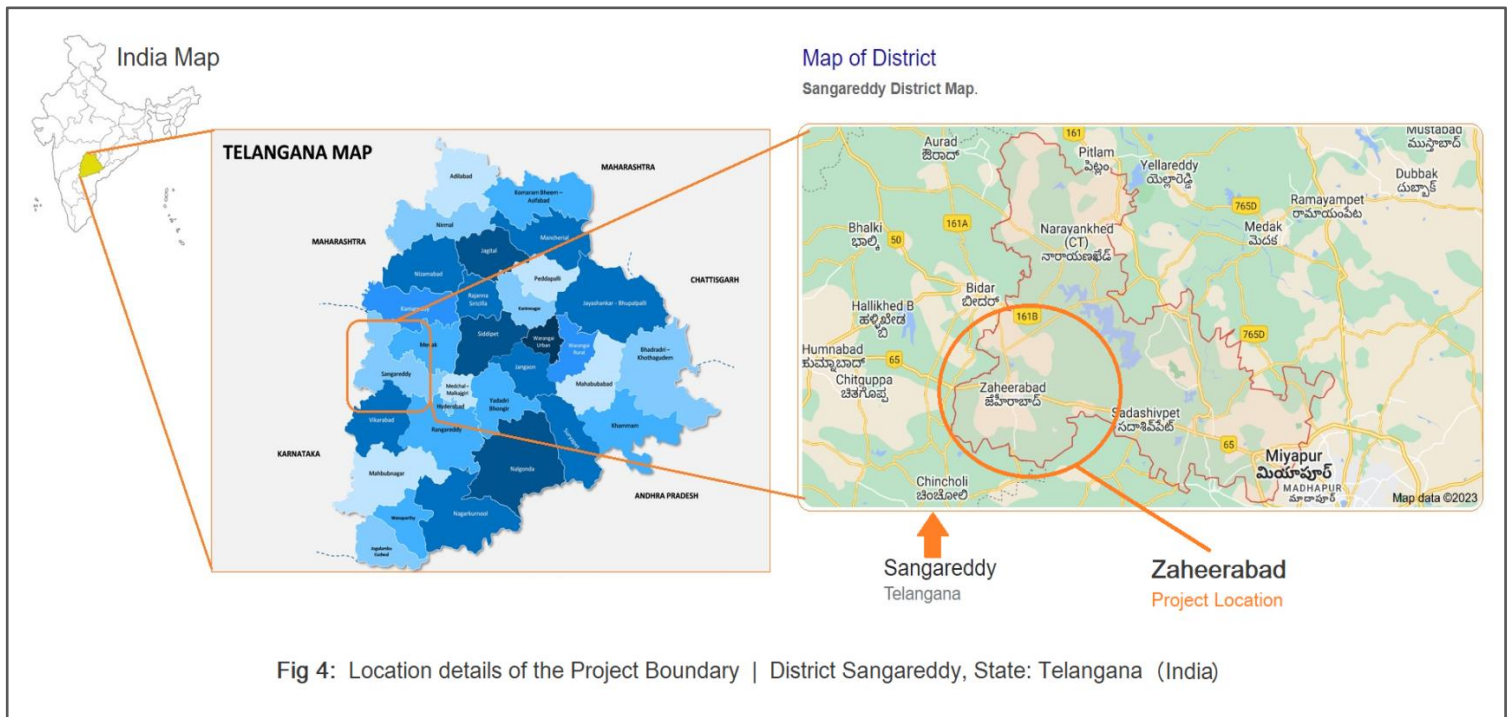 India Map
Map of District
Sangareddy District Map.
TELANGANA MAP
MAHARASHTRA
Adilabad
Komaram Bheem –
Asifabad
Nirmal
MAHARASHTRA
Mancherial
Jagtial
Nizamabad
Peddapalli
CHATTISGARH
Rajanna
Sircilla
Jayashankar - Bhupalpalli
Karimnagar
Kamareddy
Siddipet
Warangal
Urban
Warangal
Rural
Medak
Bhadradri –
Khothagudem
Sangareddy
Jangaon
Mahabubabad
Medchal –
Malkajgiri
Hyderabad
Yadadri
Bhongir
Vikarabad
Rangareddy
Khammam
KARNATAKA
Nalgonda
Mahbubnagar
ANDHRA PRADESH
Nagarkurnool
Wanaparthy
Jogulamba
Gadwal
161
Aurad
ಔರಾದ್
Pitlam
పిట్లం
Yellareddy
యెల్లారెడ్డి
Mustabad
ముస్తాబాద్
Dubbak
దుబ్బాక్
Ramayampet
రామాయంపేట
765D
161A
Bhalki
ಭಾಲ್ಕಿ
50
Narayankhed
(CT)
నారాయణఖేడ్
Medak
మెదక
Bidar
ಬೀದರ್
Hallikhed B
ಹಳ್ಳಿಖೇಡ
ಬಿ
161B
765D
Humnabad
ಹುಮ್ನಾಬಾದ್
65
Chitguppa
ಚಿತಗೊಪ್ಪ
Zaheerabad
జహీరాబాద్
Sadashivpet
సదాశివ్‌పేట్
65
Miyapur
మియాపూర్
Chincholi
ಚಿಂಚೋಳಿ
MADHAPUR
మాదాపూర్
Map data ©2023
Sangareddy
Telangana
Zaheerabad
Project Location
Fig 4: Location details of the Project Boundary | District Sangareddy, State: Telangana (India)